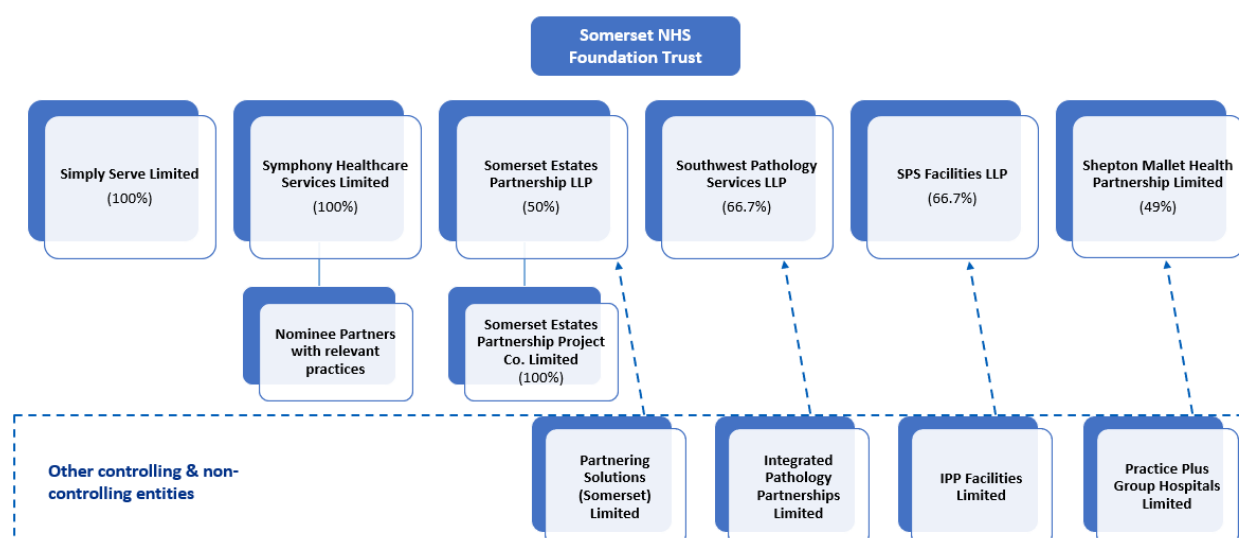 Somerset NHS
Foundation Trust
Simply Serve Limited
(100%)
Symphony Healthcare
Services Limited
(100%)
Somerset Estates
Partnership LLP
(50%)
Southwest Pathology
Services LLP
(66.7%)
SPS Facilities LLP
(66.7%)
Shepton Mallet Health
Partnership Limited
(49%)
Nominee Partners
with relevant
practices
Somerset Estates
Partnership Project
Co. Limited
(100%)
Other controlling & non-
controlling entities
Partnering
Solutions
(Somerset)
Limited
Integrated
Pathology
Partnerships
Limited
IPP Facilities
Limited
Practice Plus
Group Hospitals
Limited